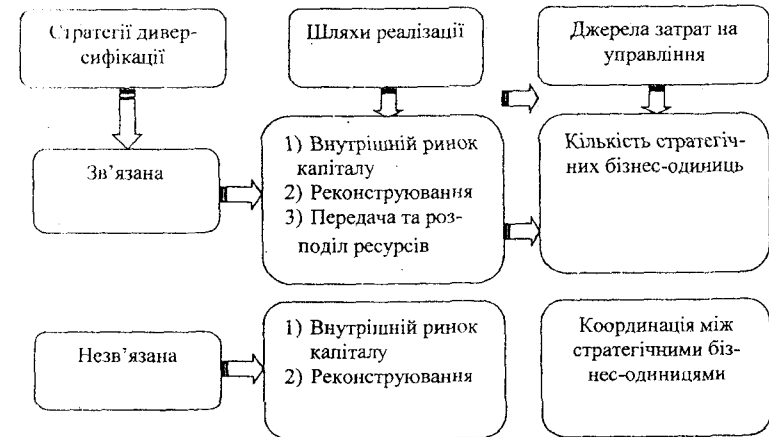 Стратегії дивер-
сифікації
Шляхи реалізації
Джерела затрат на
управління
Зв’язана
1) Внутрішній ринок
капіталу
2) Реконструювання
3) Передача та роз-
поділ ресурсів
Кількість стратегіч-
них бізнес-одиниць
Незв’язана
1) Внутрішній ринок
капіталу
2) Реконструювання
Координація між
стратегічними біз-
нес-одиницями